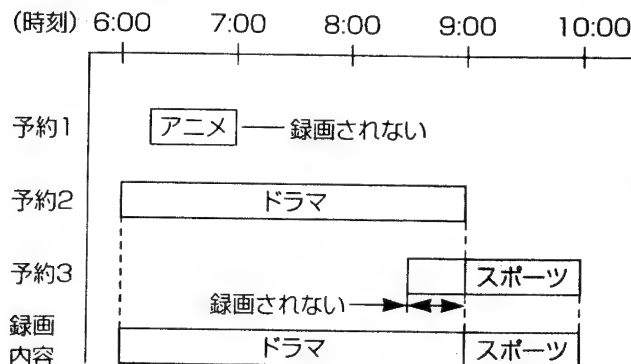 (時刻) 6:00 7:00 8:00 9:00 10:00
予約1 アニメ 録画されない
予約2 ドラマ
予約3 スポーツ
録画されない
録画
内容 ドラマ スポーツ